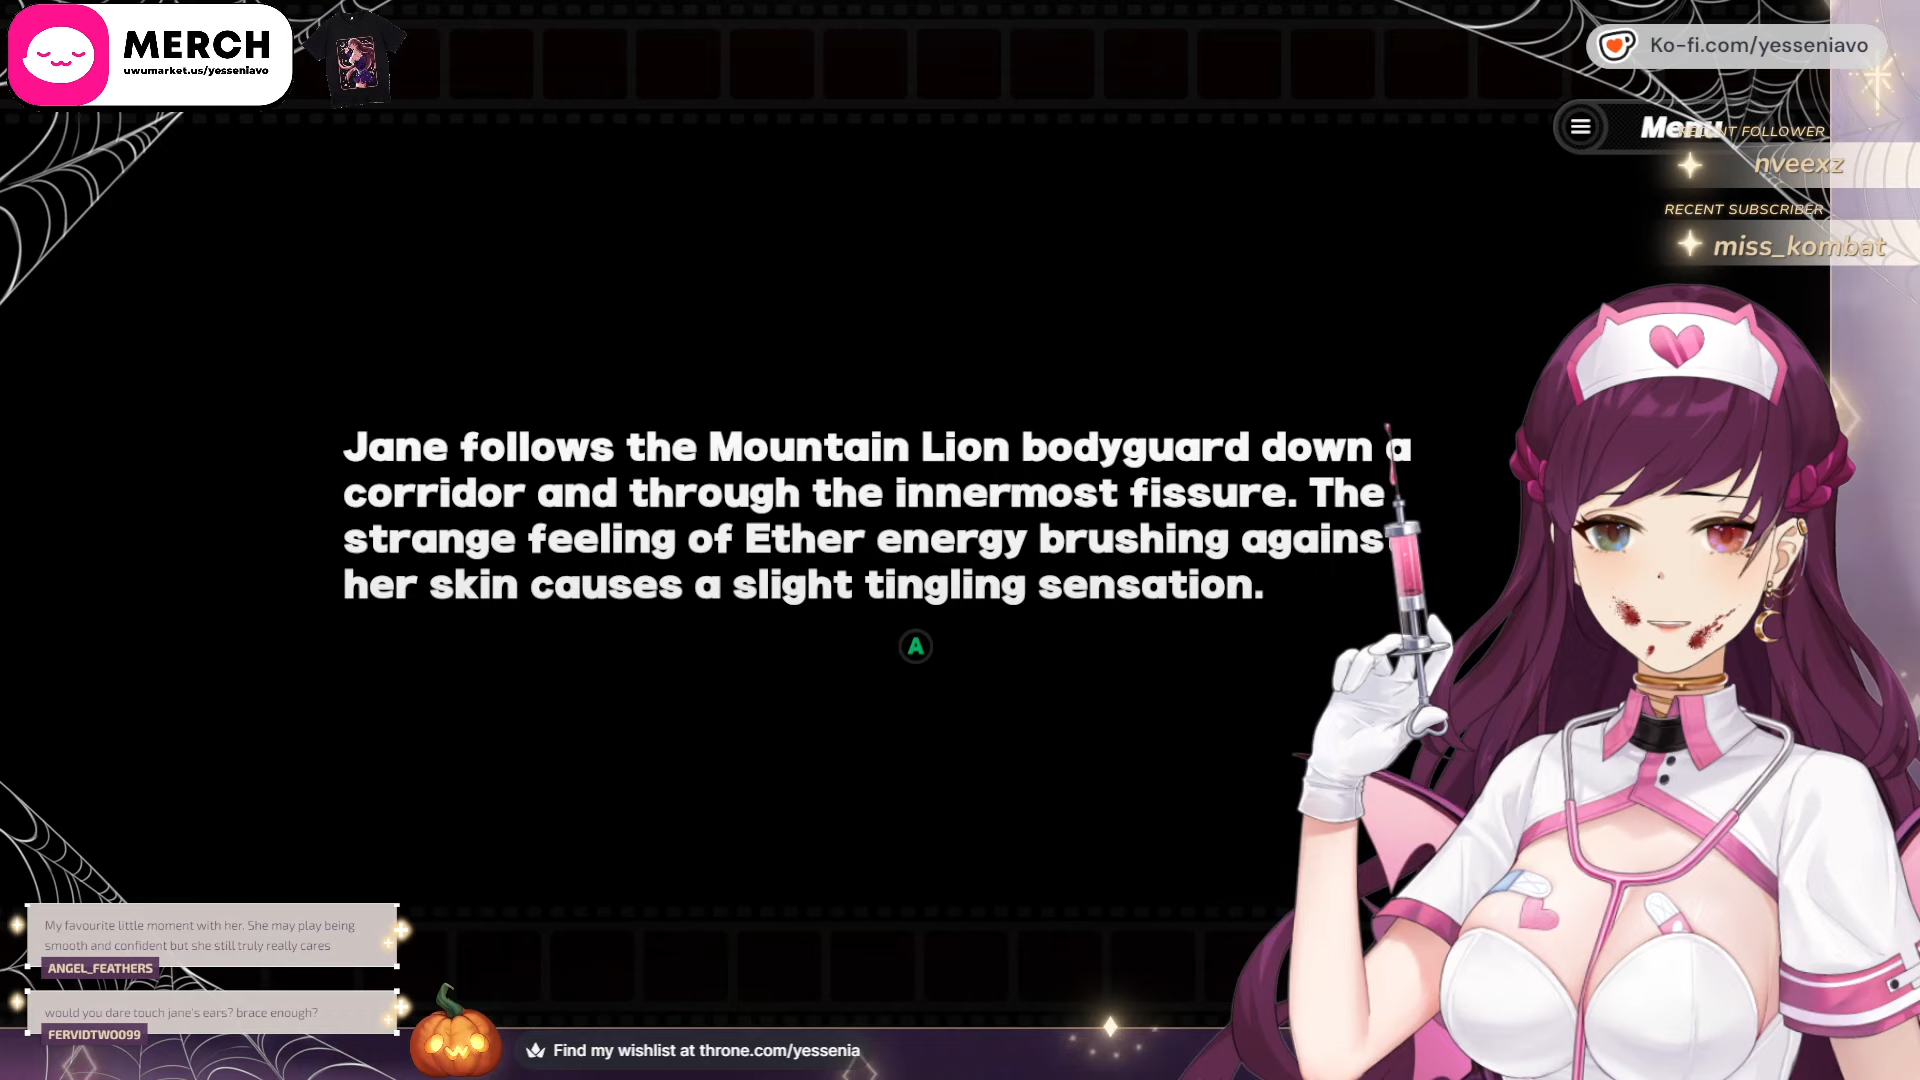 MERCH
uwumarket.us/yesseniavo
Ko-fi.com/yesseniavo
Menu
FOLLOWER
nveexz
RECENT SUBSCRIBER
miss_kombat
Jane follows the Mountain Lion bodyguard down a
corridor and through the innermost fissure. The
strange feeling of Ether energy brushing agains
her skin causes a slight tingling sensation.
A
My favourite little moment with her. She may play being
smooth and confident but she still truly really cares
ANGEL_FEATHERS
would you dare touch jane's ears? brace enough?
FERVIDTWO099
Find my wishlist at throne.com/yessenia